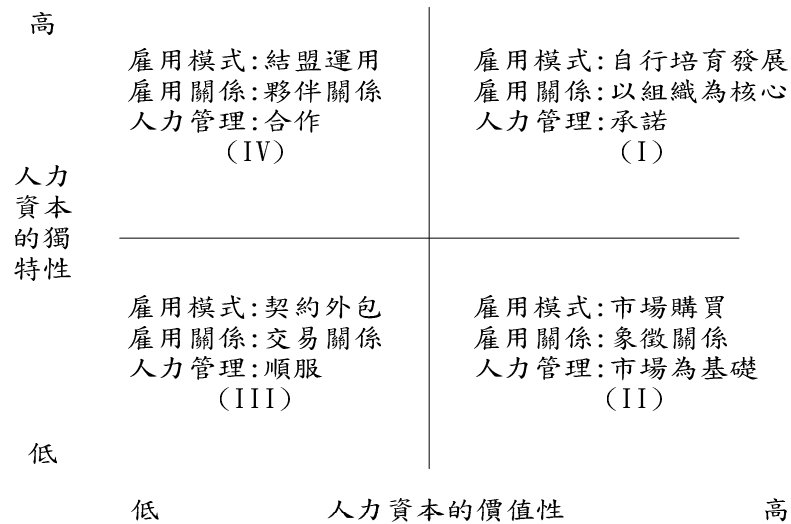 高
雇用模式:結盟運用
雇用關係:夥伴關係
人力管理:合作
(IV)
雇用模式:自行培育發展
雇用關係:以組織為核心
人力管理:承諾
(I)
人力
資本
的獨
特性
雇用模式:契約外包
雇用關係:交易關係
人力管理:順服
(III)
雇用模式:市場購買
雇用關係:象徵關係
人力管理:市場為基礎
(II)
低
低 人力資本的價值性 高